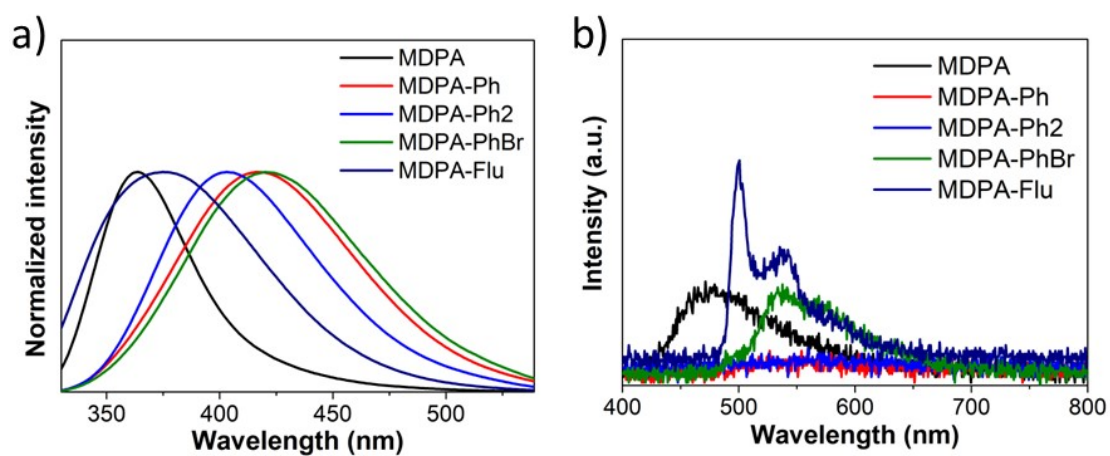 a)
Normalized intensity
MDPA
MDPA-Ph
MDPA-Ph2
MDPA-PhBr
MDPA-Flu
350 400 450 500
Wavelength (nm)
b)
Intensity (a.u.)
MDPA
MDPA-Ph
MDPA-Ph2
MDPA-PhBr
MDPA-Flu
400 500 600 700 800
Wavelength (nm)